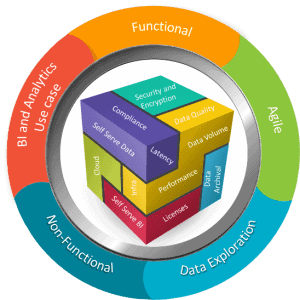 Functional
Agile
Data Exploration
Non-Functional
BI and Analytics
Use case
Security and
Encryption
Compliance
Data Quality
Self Serve Data
Data Volume
Latency
Cloud
Infra
Performance
Data
Archival
Self Serve BI
Licenses